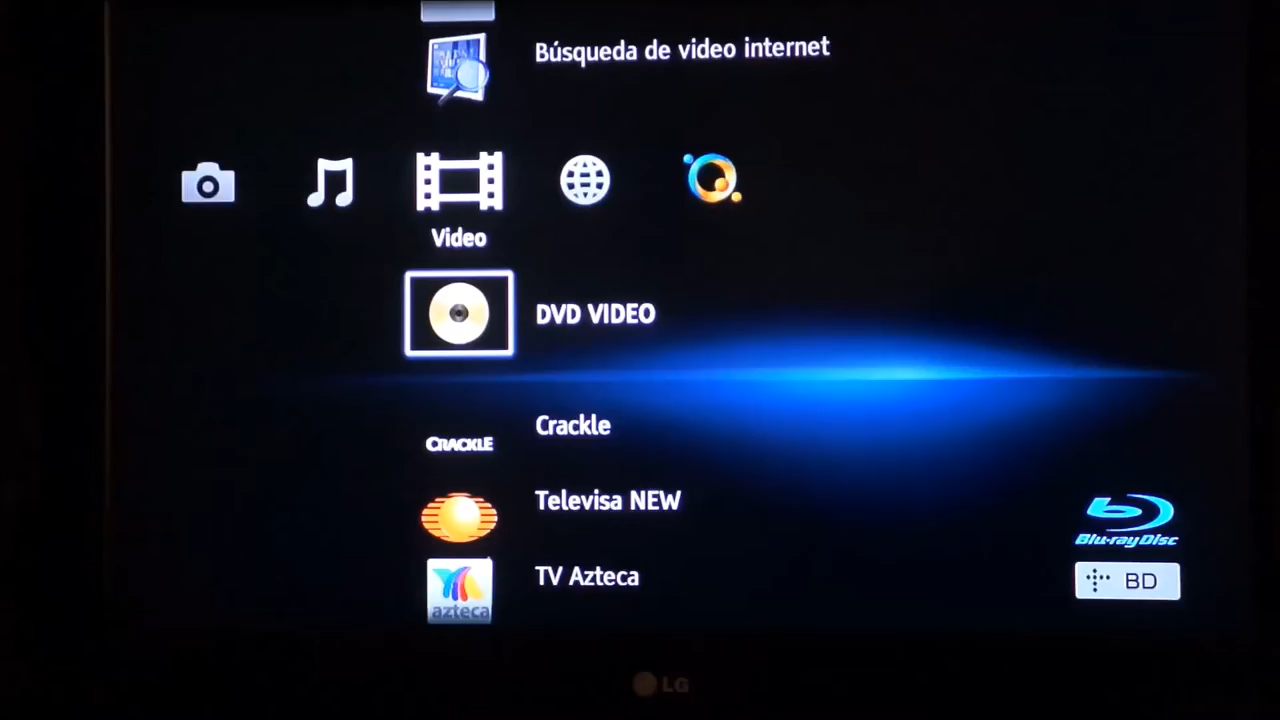 Búsqueda de video internet
Video
DVD VIDEO
CRACKLE
Crackle
Televisa NEW
azteca
TV Azteca
Blu-ray Disc
BD
LG